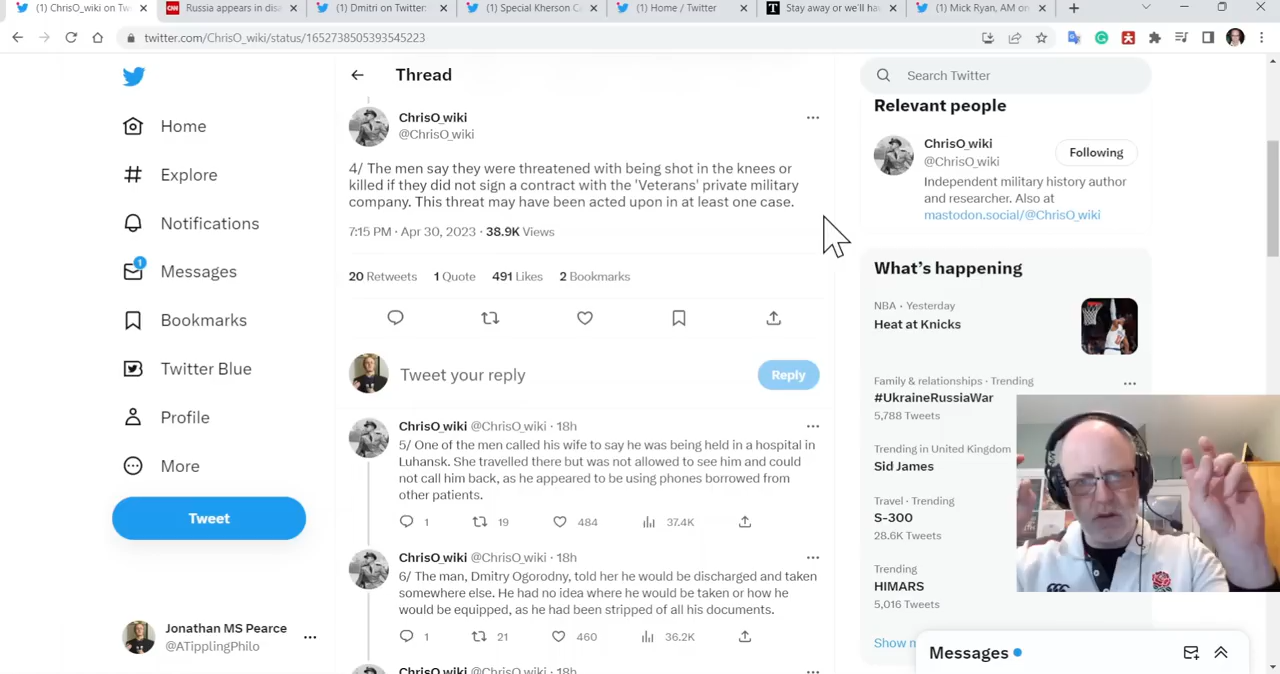 (1) ChrisO_wiki on Twi
Russia appears in disa
(1) Dmitri on Twitter:
(1) Special Kherson C
(1) Home / Twitter
Stay away or we'll ha
(1) Mick Ryan, AM on
twitter.com/ChrisO_wiki/status/1652738505393545223
Home
Explore
Notifications
1
Messages
Bookmarks
Twitter Blue
Profile
More
Tweet
Jonathan MS Pearce
@ATipplingPhilo
Thread
ChrisO_wiki
@ChrisO_wiki
4/ The men say they were threatened with being shot in the knees or
killed if they did not sign a contract with the 'Veterans' private military
company. This threat may have been acted upon in at least one case.
7:15 PM · Apr 30, 2023 · 38.9K Views
20 Retweets 1 Quote 491 Likes 2 Bookmarks
Tweet your reply
Reply
ChrisO_wiki @ChrisO_wiki · 18h
5/ One of the men called his wife to say he was being held in a hospital in
Luhansk. She travelled there but was not allowed to see him and could
not call him back, as he appeared to be using phones borrowed from
other patients.
1 19 484 37.4K
ChrisO_wiki @ChrisO_wiki · 18h
6/ The man, Dmitry Ogorodny, told her he would be discharged and taken
somewhere else. He had no idea where he would be taken or how he
would be equipped, as he had been stripped of all his documents.
1 21 460 36.2K
ChrisO_wiki @ChrisO_wiki · 18h
Search Twitter
Relevant people
ChrisO_wiki
@ChrisO_wiki
Following
Independent military history author
and researcher. Also at
mastodon.social/@ChrisO_wiki
What's happening
NBA · Yesterday
Heat at Knicks
Family & relationships · Trending
#UkraineRussiaWar
5,788 Tweets
Trending in United Kingdom
Sid James
Travel · Trending
S-300
28.6K Tweets
Trending
HIMARS
5,016 Tweets
Show m
Messages